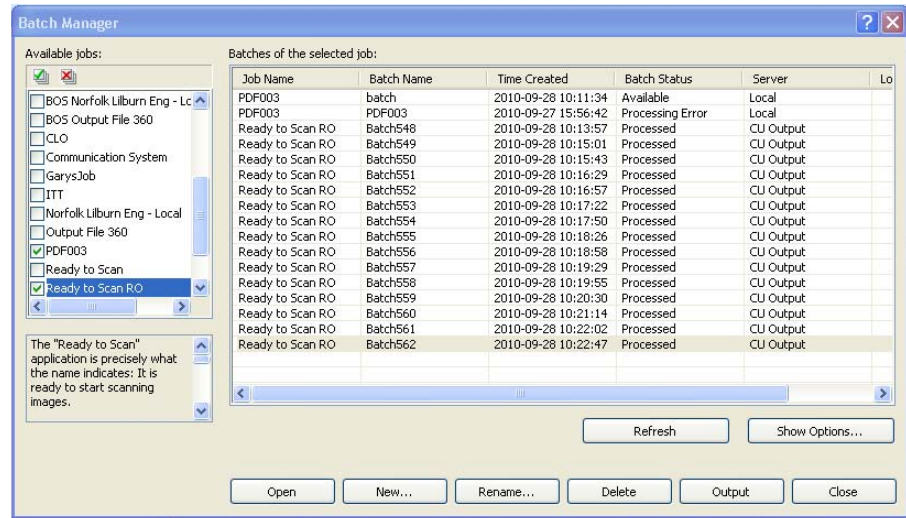 Batch Manager
Available jobs:
BOS Norfolk Lilburn Eng - Lc
BOS Output File 360
CLO
Communication System
GarysJob
ITT
Norfolk Lilburn Eng - Local
Output File 360
PDF003
Ready to Scan
Ready to Scan RO
The "Ready to Scan"
application is precisely what
the name indicates: It is
ready to start scanning
images.
Batches of the selected job:
Job Name Batch Name Time Created Batch Status Server Lo
PDF003 batch 2010-09-28 10:11:34 Available Local
PDF003 PDF003 2010-09-27 15:56:42 Processing Error Local
Ready to Scan RO Batch548 2010-09-28 10:13:57 Processed CU Output
Ready to Scan RO Batch549 2010-09-28 10:15:01 Processed CU Output
Ready to Scan RO Batch550 2010-09-28 10:15:43 Processed CU Output
Ready to Scan RO Batch551 2010-09-28 10:16:29 Processed CU Output
Ready to Scan RO Batch552 2010-09-28 10:16:57 Processed CU Output
Ready to Scan RO Batch553 2010-09-28 10:17:22 Processed CU Output
Ready to Scan RO Batch554 2010-09-28 10:17:50 Processed CU Output
Ready to Scan RO Batch555 2010-09-28 10:18:26 Processed CU Output
Ready to Scan RO Batch556 2010-09-28 10:18:58 Processed CU Output
Ready to Scan RO Batch557 2010-09-28 10:19:29 Processed CU Output
Ready to Scan RO Batch558 2010-09-28 10:19:55 Processed CU Output
Ready to Scan RO Batch559 2010-09-28 10:20:30 Processed CU Output
Ready to Scan RO Batch560 2010-09-28 10:21:14 Processed CU Output
Ready to Scan RO Batch561 2010-09-28 10:22:02 Processed CU Output
Ready to Scan RO Batch562 2010-09-28 10:22:47 Processed CU Output
Refresh Show Options...
Open New... Rename... Delete Output Close